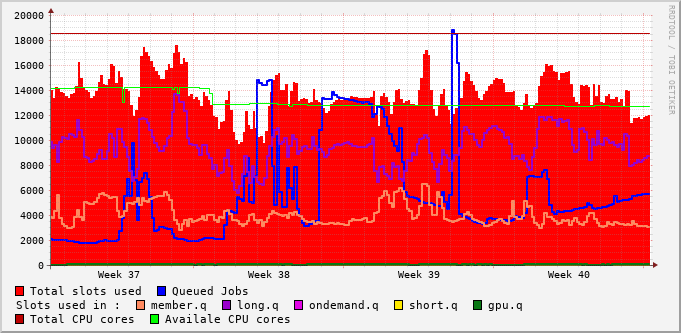 RRDTOOL / TOBI OETIKER
20000
18000
16000
14000
12000
10000
8000
6000
4000
2000
0
Week 37 Week 38 Week 39 Week 40
Total slots used Queued Jobs
Slots used in : member.q long.q ondemand.q short.q gpu.q
Total CPU cores Availale CPU cores